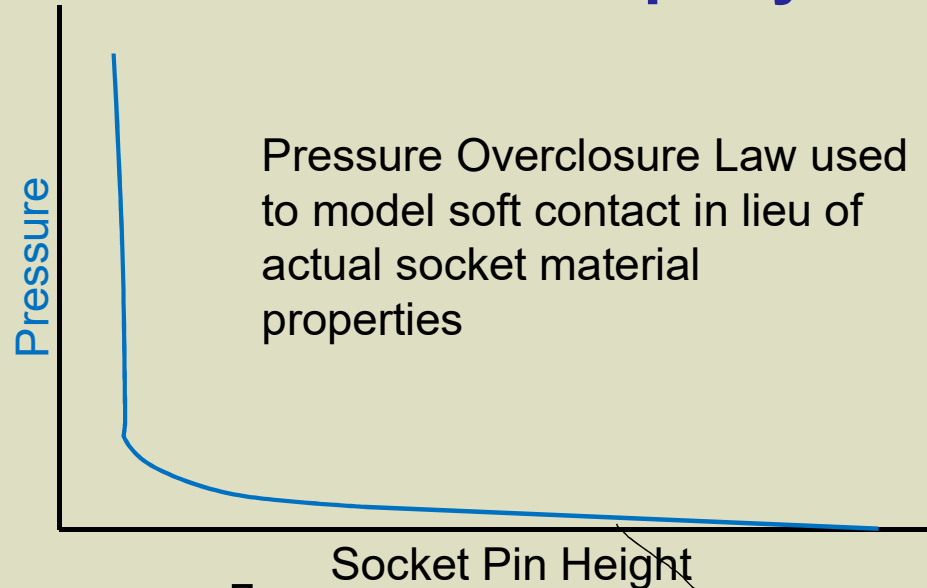 Pressure Overclosure Law used
to model soft contact in lieu of
actual socket material
properties
Pressure
Socket Pin Height